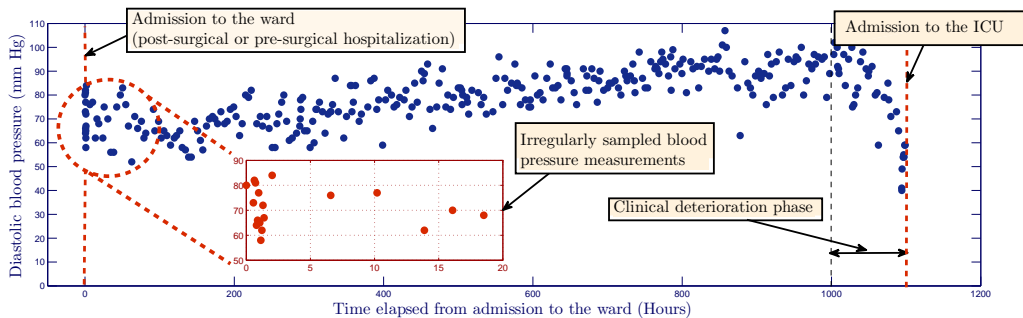 Admission to the ward
(post-surgical or pre-surgical hospitalization)
Admission to the ICU
Diastolic blood pressure (mm Hg)
110
100
90
80
70
60
50
40
30
20
10
0
Irregularly sampled blood
pressure measurements
90
80
70
60
50
0 5 10 15 20
Clinical deterioration phase
0 200 400 600 800 1000 1200
Time elapsed from admission to the ward (Hours)